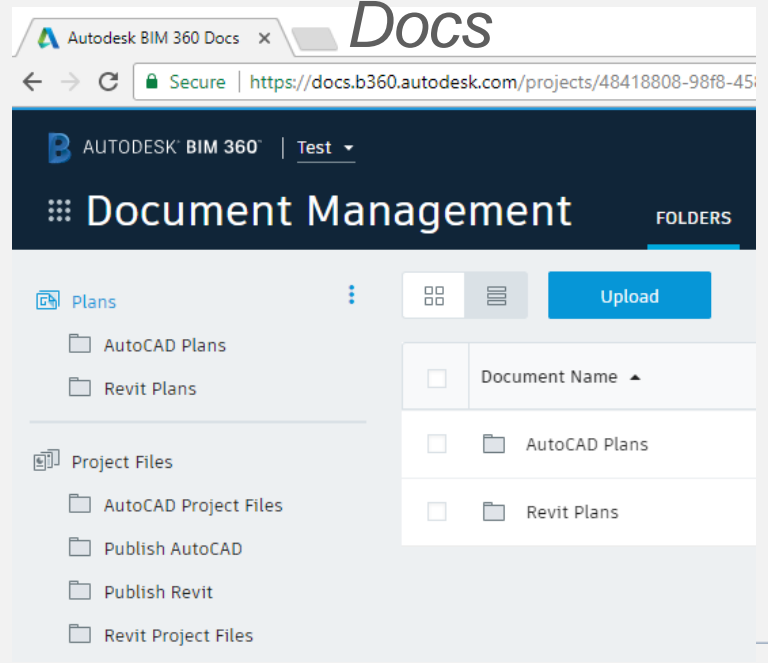 Docs
Autodesk BIM 360 Docs ×
Secure | https://docs.b360.autodesk.com/projects/48418808-98f8-45
AUTODESK® BIM 360™ | Test
Document Management
FOLDERS
Plans
AutoCAD Plans
Revit Plans
Project Files
AutoCAD Project Files
Publish AutoCAD
Publish Revit
Revit Project Files
Upload
Document Name
AutoCAD Plans
Revit Plans